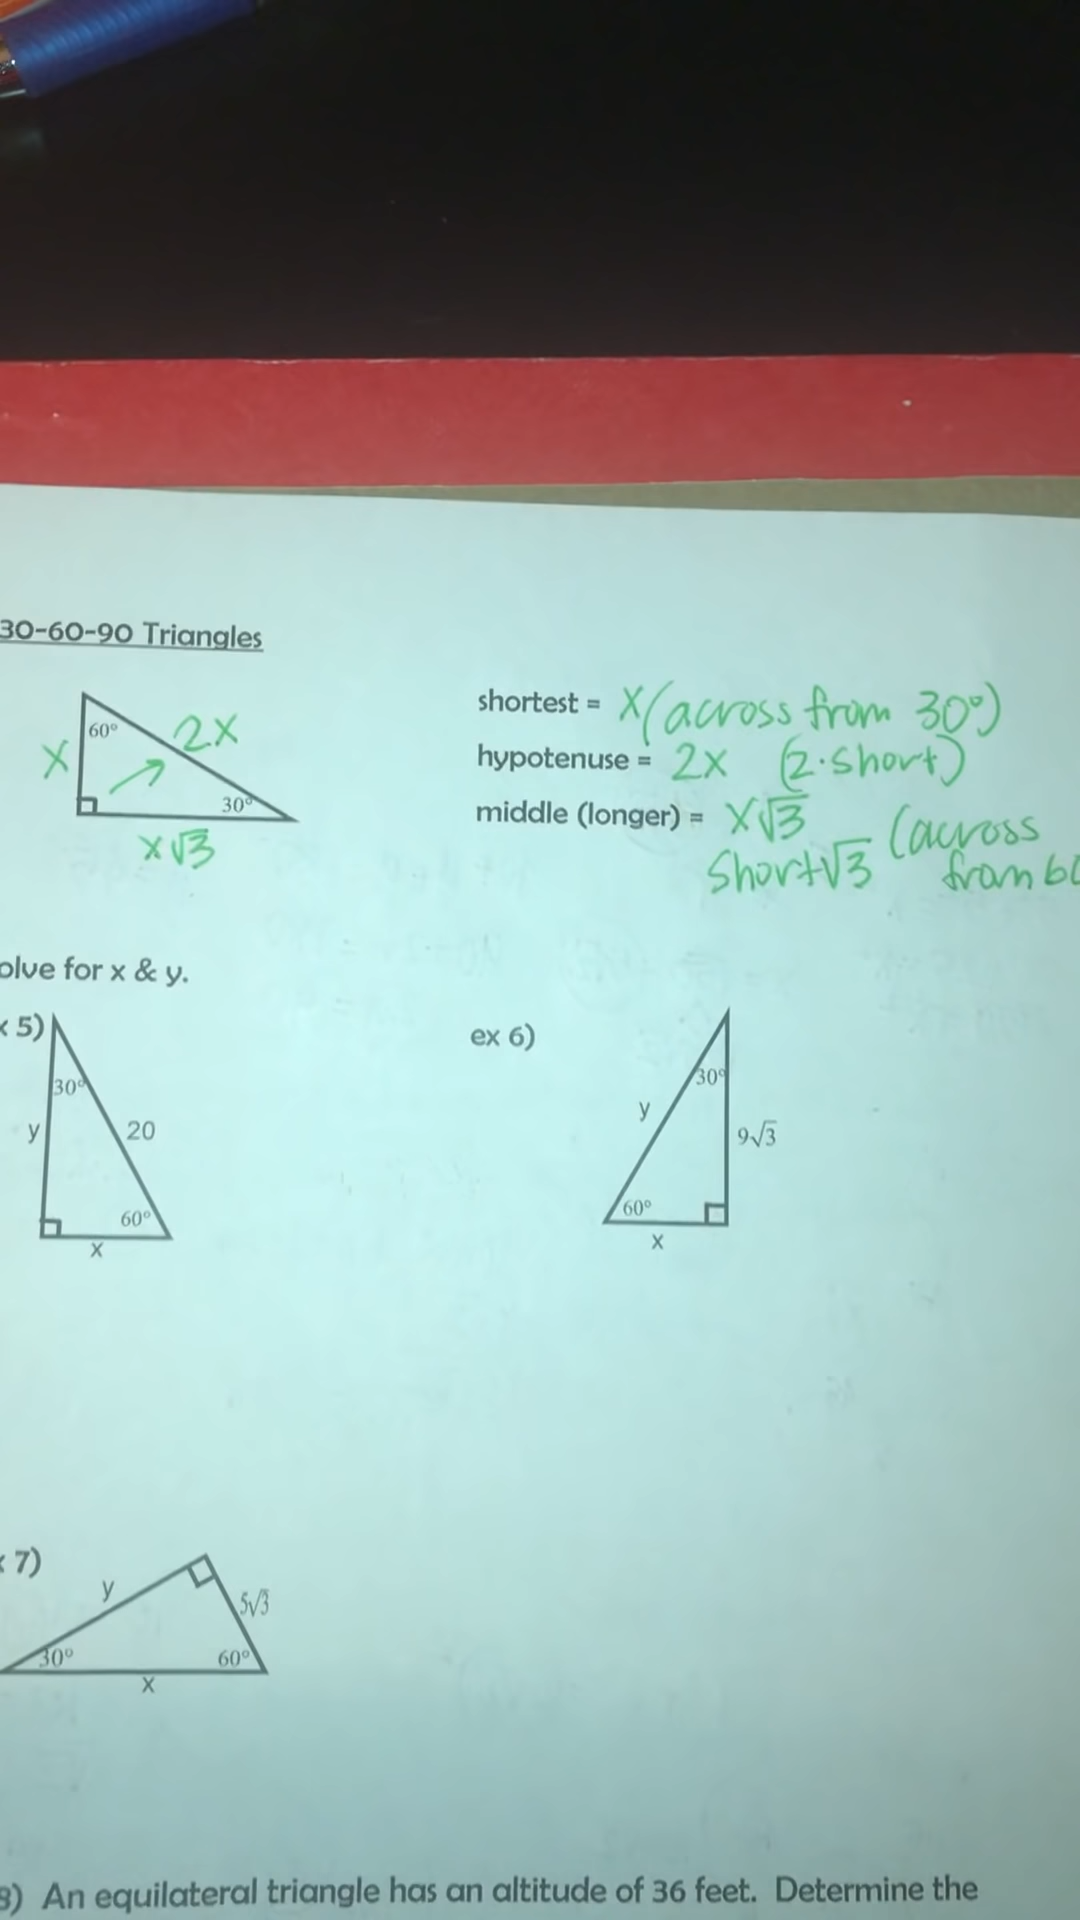 30-60-90 Triangles
60°
2X
X
30°
X√3
shortest = X (across from 30°)
hypotenuse = 2X (2·short)
middle (longer) = X√3 (across
short√3 from 60
olve for x & y.
x 5)
30°
y
20
60°
x
ex 6)
30°
y
9√3
60°
x
x 7)
y
5√3
30°
60°
x
8) An equilateral triangle has an altitude of 36 feet. Determine the